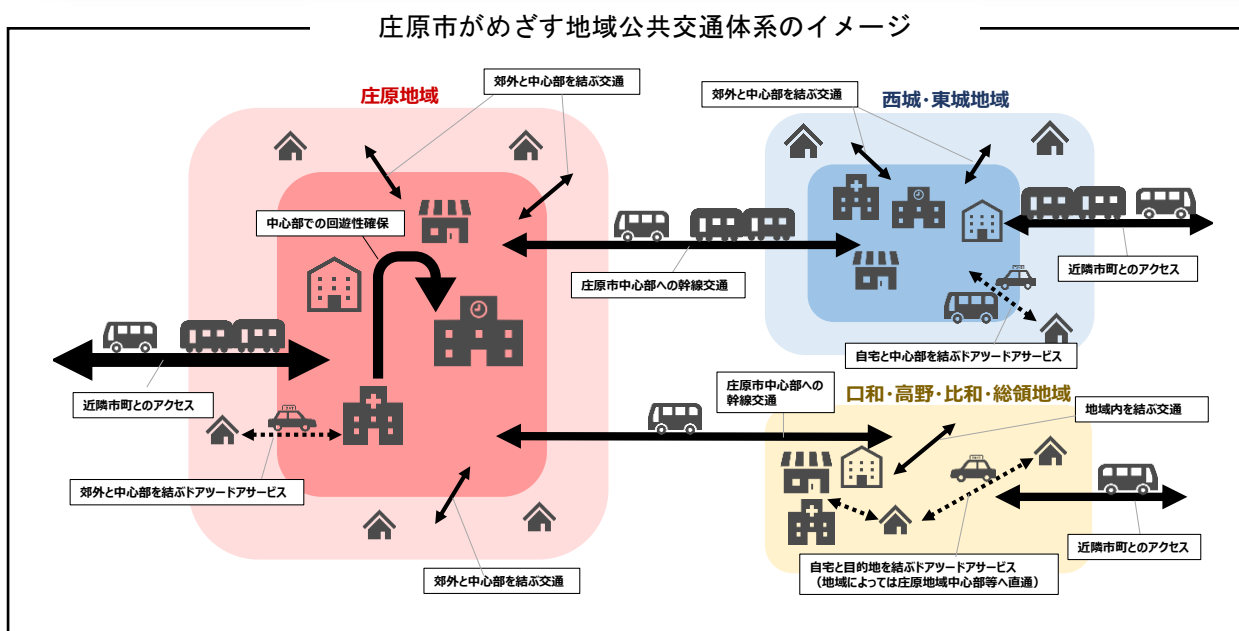 庄原市がめざす地域公共交通体系のイメージ
郊外と中心部を結ぶ交通
庄原地域
中心部での回遊性確保
近隣市町とのアクセス
郊外と中心部を結ぶドアツードアサービス
郊外と中心部を結ぶ交通
庄原市中心部への幹線交通
郊外と中心部を結ぶ交通
西城・東城地域
近隣市町とのアクセス
自宅と中心部を結ぶドアツードアサービス
庄原市中心部への
幹線交通
口和・高野・比和・総領地域
地域内を結ぶ交通
近隣市町とのアクセス
自宅と目的地を結ぶドアツードアサービス
（地域によっては庄原地域中心部等へ直通）